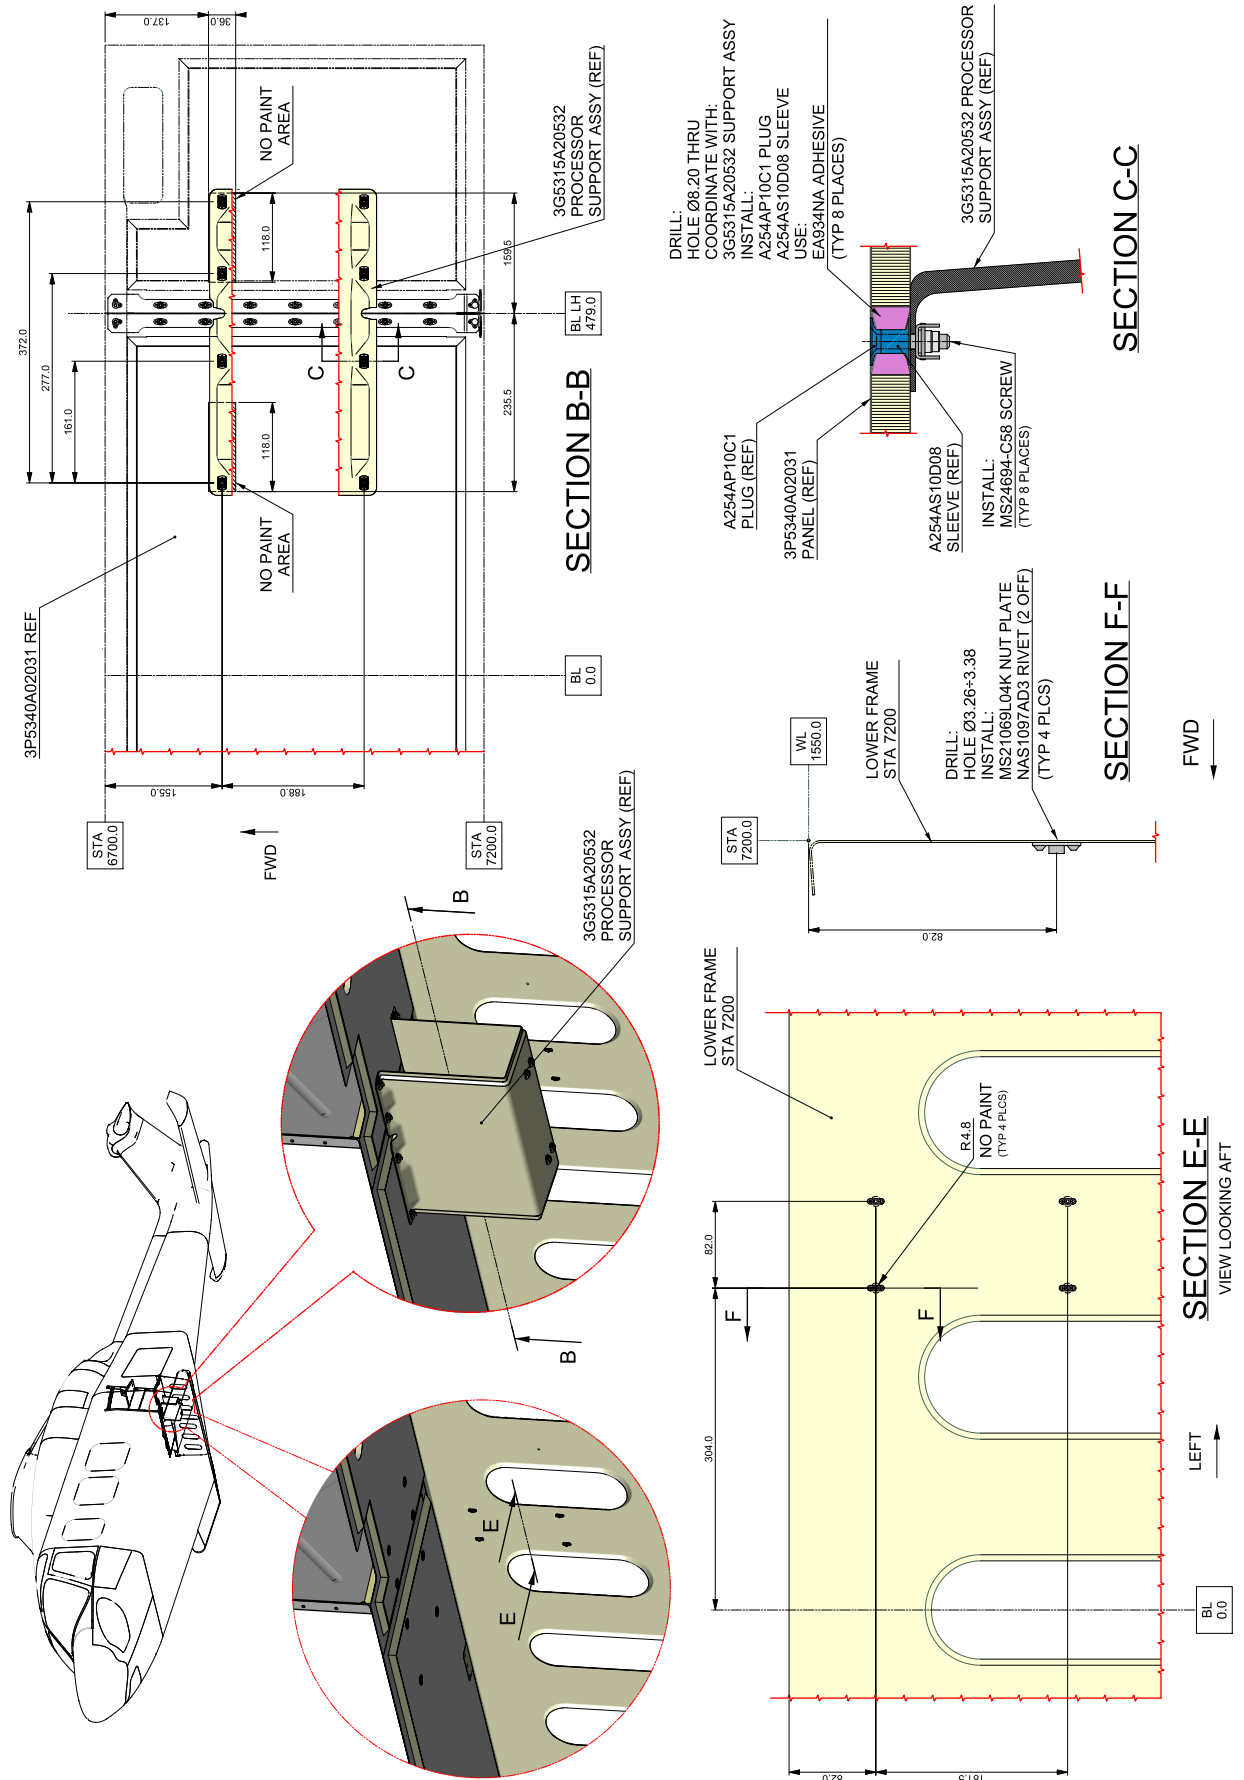 3P5340A02031 REF
STA
6700.0
STA
7200.0
FWD
155.0
188.0
137.0
36.0
372.0
277.0
161.0
118.0
118.0
235.5
159.5
NO PAINT
AREA
NO PAINT
AREA
C
C
BL
0.0
BL LH
479.0
3G5315A20532
PROCESSOR
SUPPORT ASSY (REF)
SECTION B-B
B
B
3G5315A20532
PROCESSOR
SUPPORT ASSY (REF)
E
E
DRILL:
HOLE Ø8.20 THRU
COORDINATE WITH:
3G5315A20532 SUPPORT ASSY
INSTALL:
A254AP10C1 PLUG
A254AS10D08 SLEEVE
USE:
EA934NA ADHESIVE
(TYP 8 PLACES)
A254AP10C1
PLUG (REF)
3P5340A02031
PANEL (REF)
A254AS10D08
SLEEVE (REF)
INSTALL:
MS24694-C58 SCREW
(TYP 8 PLACES)
3G5315A20532 PROCESSOR
SUPPORT ASSY (REF)
SECTION C-C
STA
7200.0
WL
1550.0
82.0
LOWER FRAME
STA 7200
DRILL:
HOLE Ø3.26÷3.38
INSTALL:
MS21069L04K NUT PLATE
NAS1097AD3 RIVET (2 OFF)
(TYP 4 PLCS)
SECTION F-F
FWD
LOWER FRAME
STA 7200
304.0
82.0
F
F
R4.8
NO PAINT
(TYP 4 PLCS)
82.0
181.5
BL
0.0
LEFT
SECTION E-E
VIEW LOOKING AFT